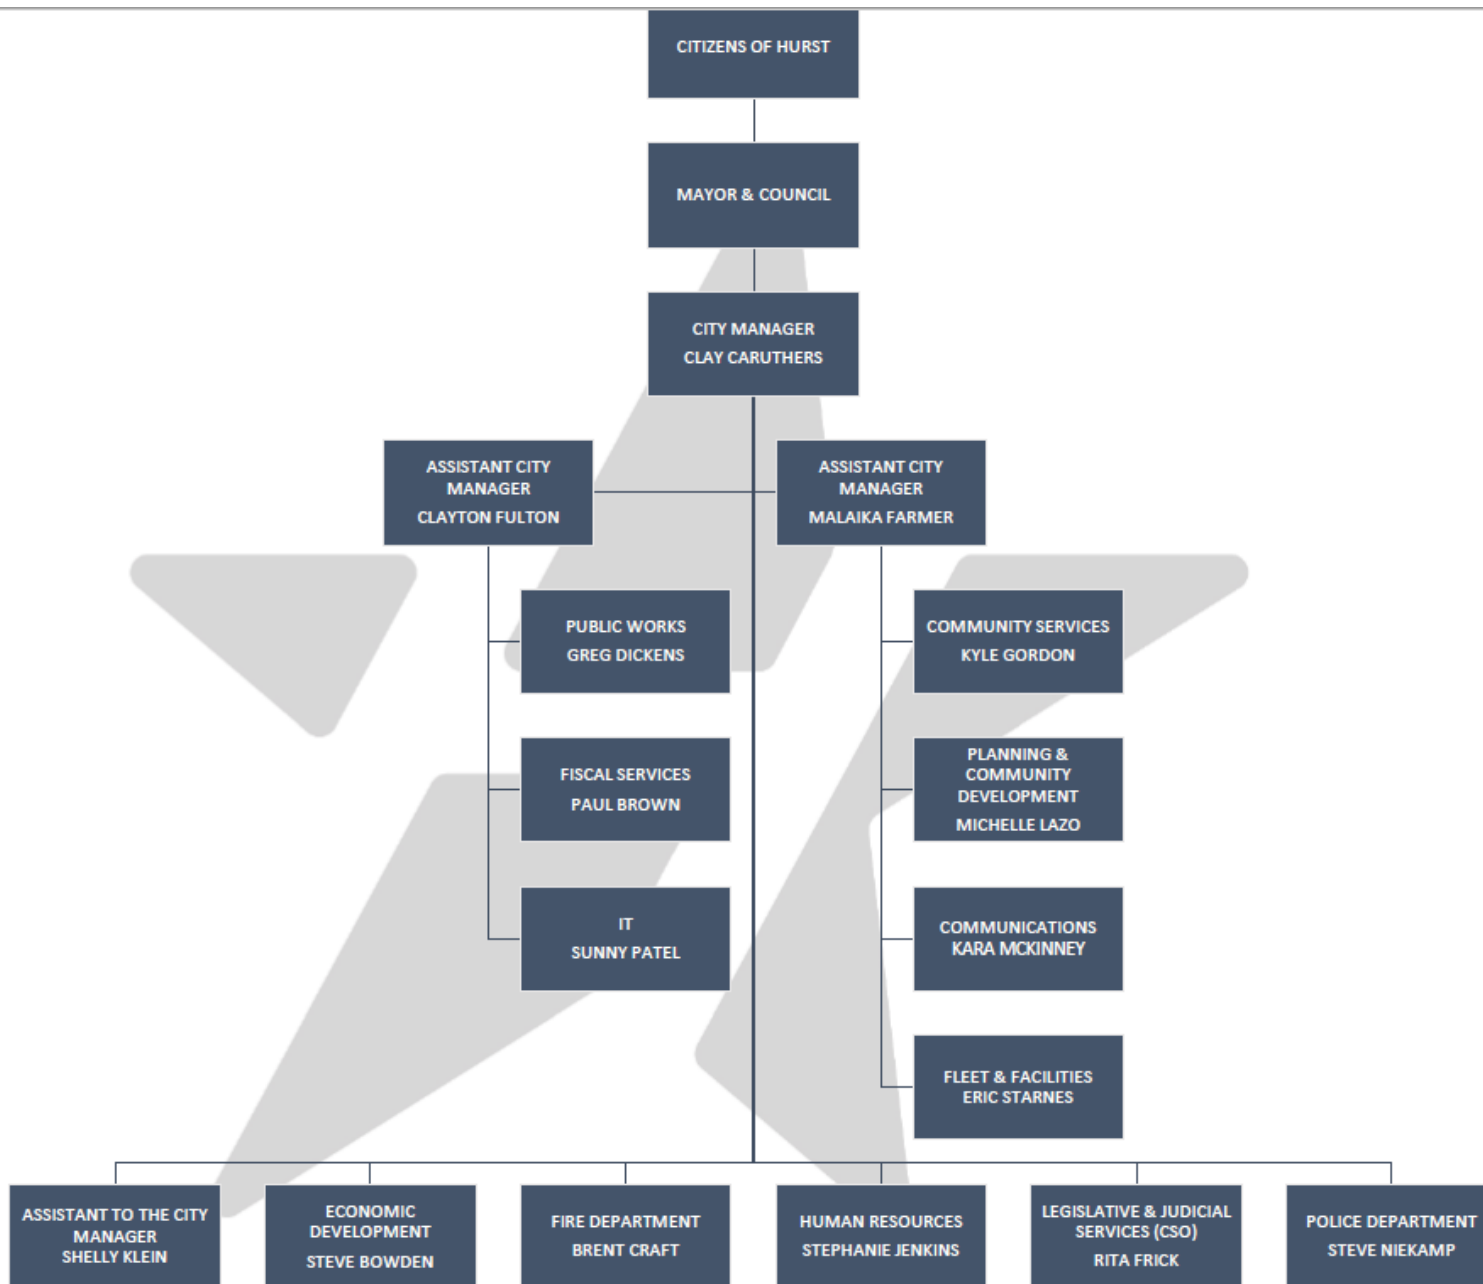 CITIZENS OF HURST
MAYOR & COUNCIL
CITY MANAGER
CLAY CARUTHERS
ASSISTANT CITY
MANAGER
CLAYTON FULTON
ASSISTANT CITY
MANAGER
MALAIKA FARMER
PUBLIC WORKS
GREG DICKENS
COMMUNITY SERVICES
KYLE GORDON
FISCAL SERVICES
PAUL BROWN
PLANNING &
COMMUNITY
DEVELOPMENT
MICHELLE LAZO
IT
SUNNY PATEL
COMMUNICATIONS
KARA MCKINNEY
FLEET & FACILITIES
ERIC STARNES
ASSISTANT TO THE CITY
MANAGER
SHELLY KLEIN
ECONOMIC
DEVELOPMENT
STEVE BOWDEN
FIRE DEPARTMENT
BRENT CRAFT
HUMAN RESOURCES
STEPHANIE JENKINS
LEGISLATIVE & JUDICIAL
SERVICES (CSO)
RITA FRICK
POLICE DEPARTMENT
STEVE NIEKAMP